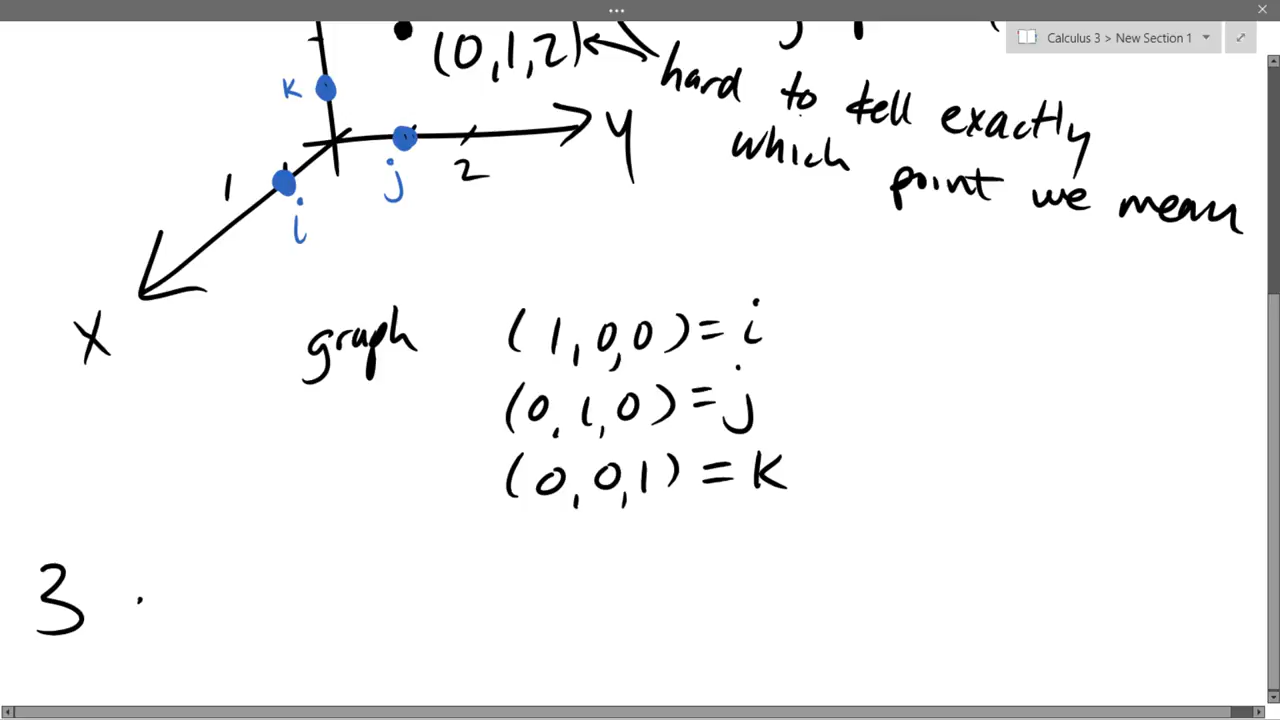 Calculus 3 > New Section 1
(0,1,2)
hard to tell exactly
which point we mean
k
y
j
2
1
i
x
graph (1,0,0) = i
(0,1,0) = j
(0,0,1) = k
3